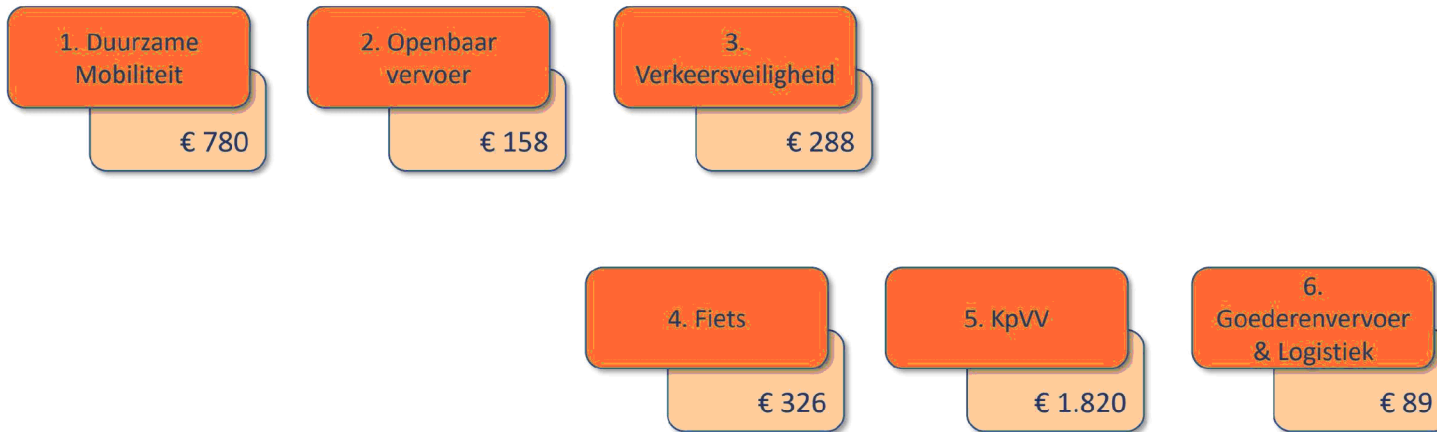 1. Duurzame
Mobiliteit
€ 780
2. Openbaar
vervoer
€ 158
3.
Verkeersveiligheid
€ 288
4. Fiets
€ 326
5. KpVV
€ 1.820
6.
Goederenvervoer
& Logistiek
€ 89